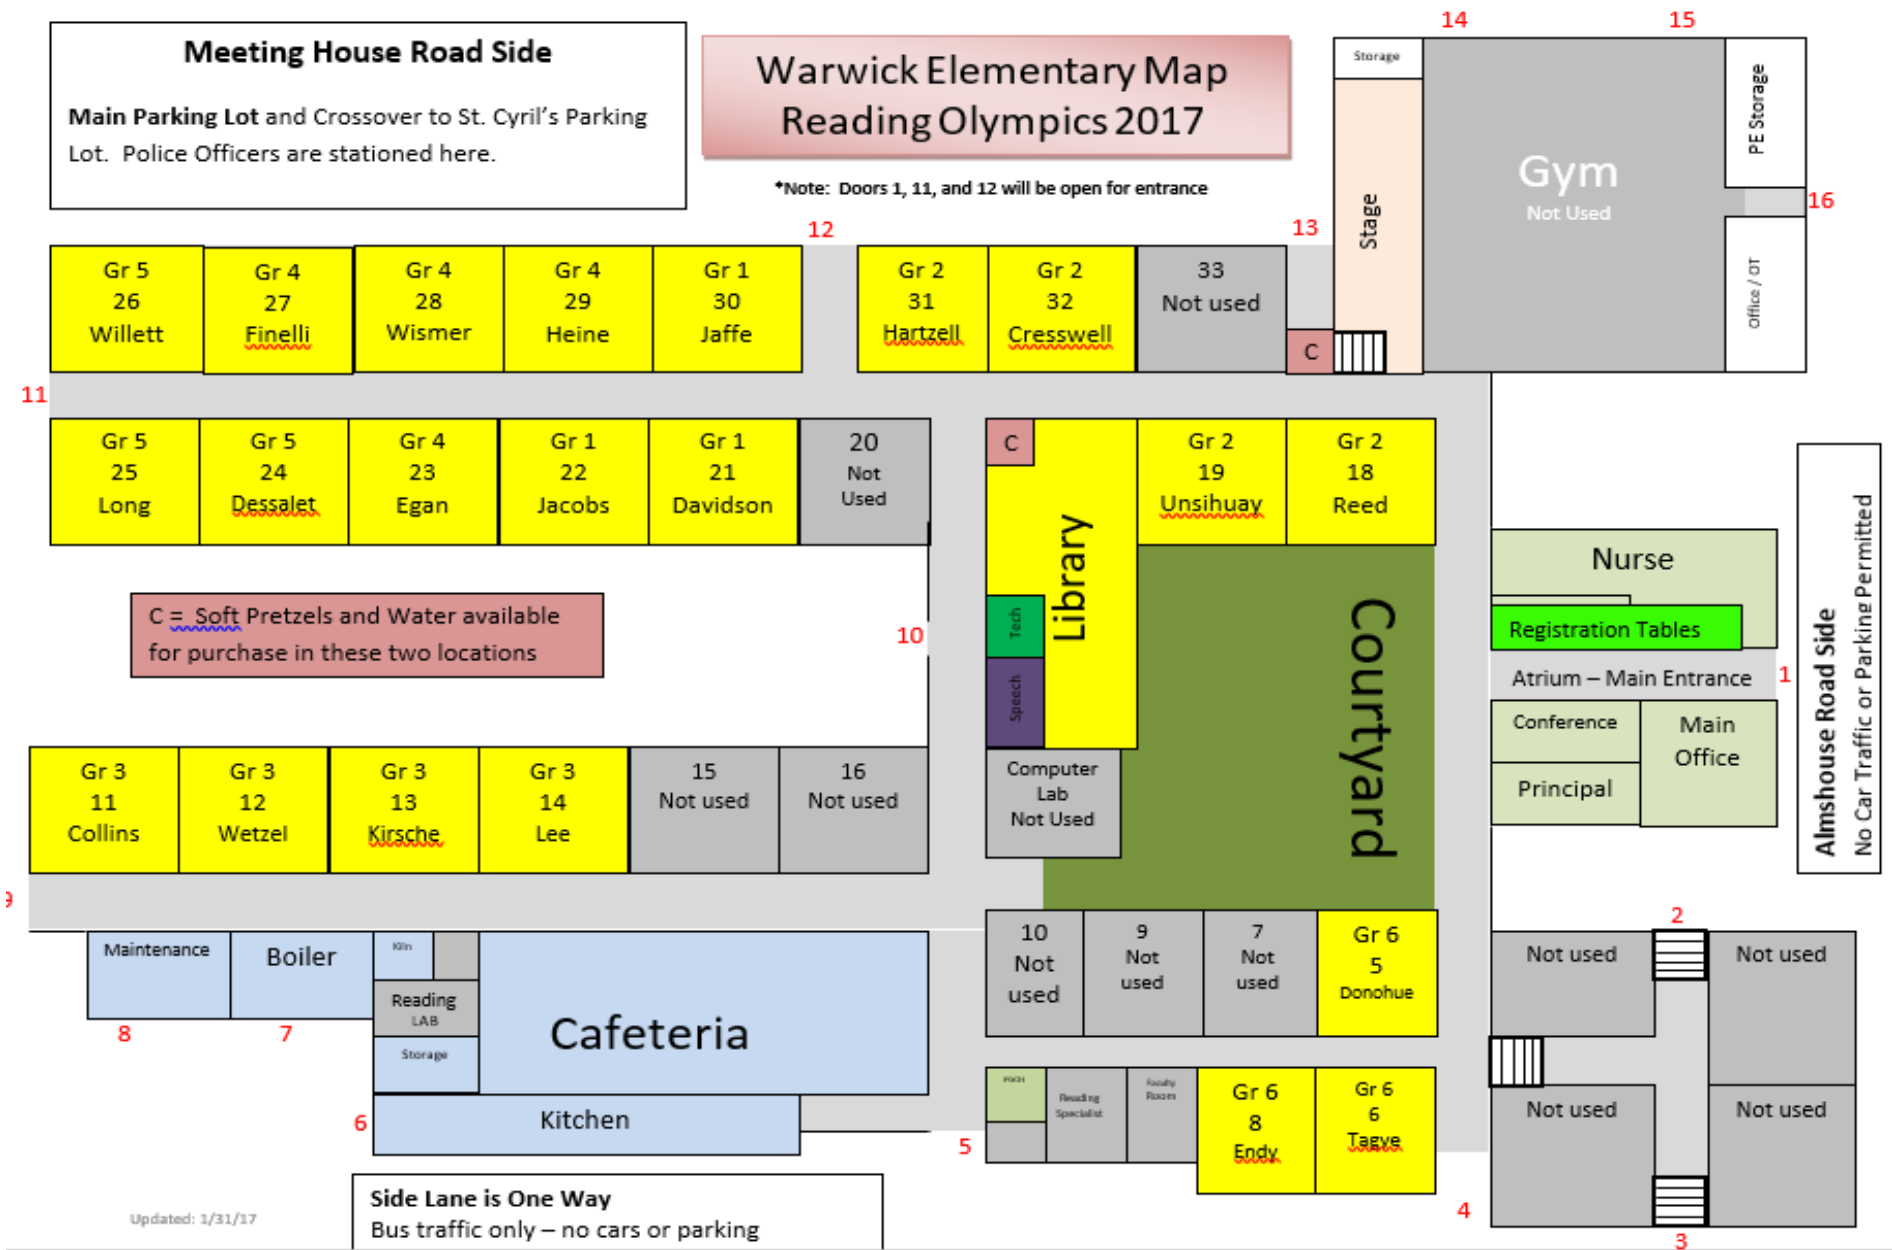 14
15
Meeting House Road Side
Main Parking Lot and Crossover to St. Cyril's Parking
Lot.  Police Officers are stationed here.
Warwick Elementary Map
Reading Olympics 2017
*Note:  Doors 1, 11, and 12 will be open for entrance
Storage
Stage
Gym
Not Used
PE Storage
16
Office / OT
12
13
Gr 5
26
Willett
Gr 4
27
Finelli
Gr 4
28
Wismer
Gr 4
29
Heine
Gr 1
30
Jaffe
Gr 2
31
Hartzell
Gr 2
32
Cresswell
33
Not used
C
11
Gr 5
25
Long
Gr 5
24
Dessalet
Gr 4
23
Egan
Gr 1
22
Jacobs
Gr 1
21
Davidson
20
Not
Used
C
Library
Gr 2
19
Unsihuay
Gr 2
18
Reed
C =  Soft Pretzels and Water available
for purchase in these two locations
10
Tech
Speech
Courtyard
Nurse
Registration Tables
Atrium – Main Entrance
1
Conference
Principal
Main
Office
Almshouse Road Side
No Car Traffic or Parking Permitted
Gr 3
11
Collins
Gr 3
12
Wetzel
Gr 3
13
Kirsche
Gr 3
14
Lee
15
Not used
16
Not used
Computer
Lab
Not Used
9
Maintenance
Boiler
Kiln
Reading
LAB
Storage
Cafeteria
Kitchen
8
7
6
10
Not
used
9
Not
used
7
Not
used
Gr 6
5
Donohue
2
Not used
Not used
Not used
Not used
Reading
Specialist
Faculty
Room
Gr 6
8
Endy
Gr 6
6
Tagye
5
4
3
Side Lane is One Way
Bus traffic only – no cars or parking
Updated: 1/31/17